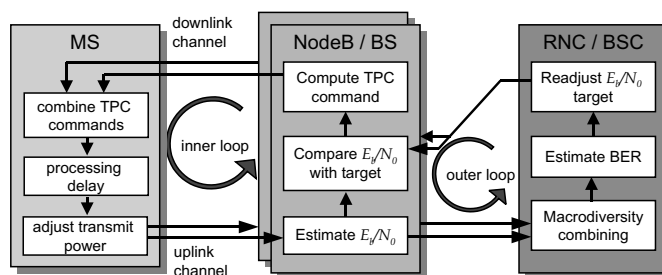 MS
combine TPC
commands
processing
delay
adjust transmit
power
downlink
channel
inner loop
uplink
channel
NodeB / BS
Compute TPC
command
Compare Eb/N0
with target
Estimate Eb/N0
outer loop
RNC / BSC
Readjust Eb/N0
target
Estimate BER
Macrodiversity
combining